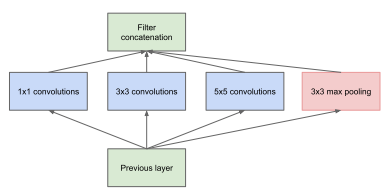 Filter
concatenation
1x1 convolutions
3x3 convolutions
5x5 convolutions
3x3 max pooling
Previous layer